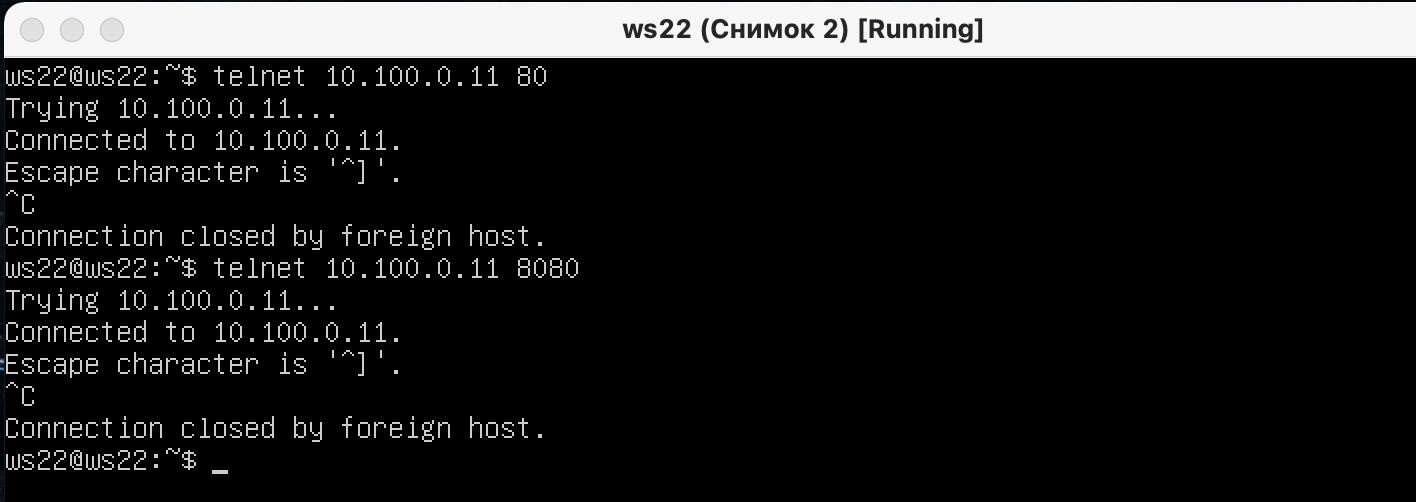 ws22 (Снимок 2) [Running]
ws22@ws22:~$ telnet 10.100.0.11 80
Trying 10.100.0.11...
Connected to 10.100.0.11.
Escape character is '^]'.
^C
Connection closed by foreign host.
ws22@ws22:~$ telnet 10.100.0.11 8080
Trying 10.100.0.11...
Connected to 10.100.0.11.
Escape character is '^]'.
^C
Connection closed by foreign host.
ws22@ws22:~$ _